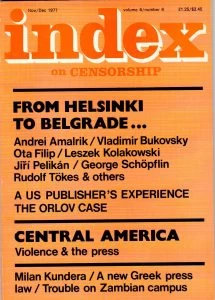 Nov/Dec 1977 volume 6/number 6 £1.25/$2.45
index
on CENSORSHIP
FROM HELSINKI
TO BELGRADE...
Andrei Amalrik/Vladimir Bukovsky
Ota Filip/Leszek Kolakowski
Jiří Pelikán / George Schöpflin
Rudolf Tökes & others
A US PUBLISHER'S EXPERIENCE
THE ORLOV CASE
CENTRAL AMERICA
Violence & the press
Milan Kundera / A new Greek press
law / Trouble on Zambian campus